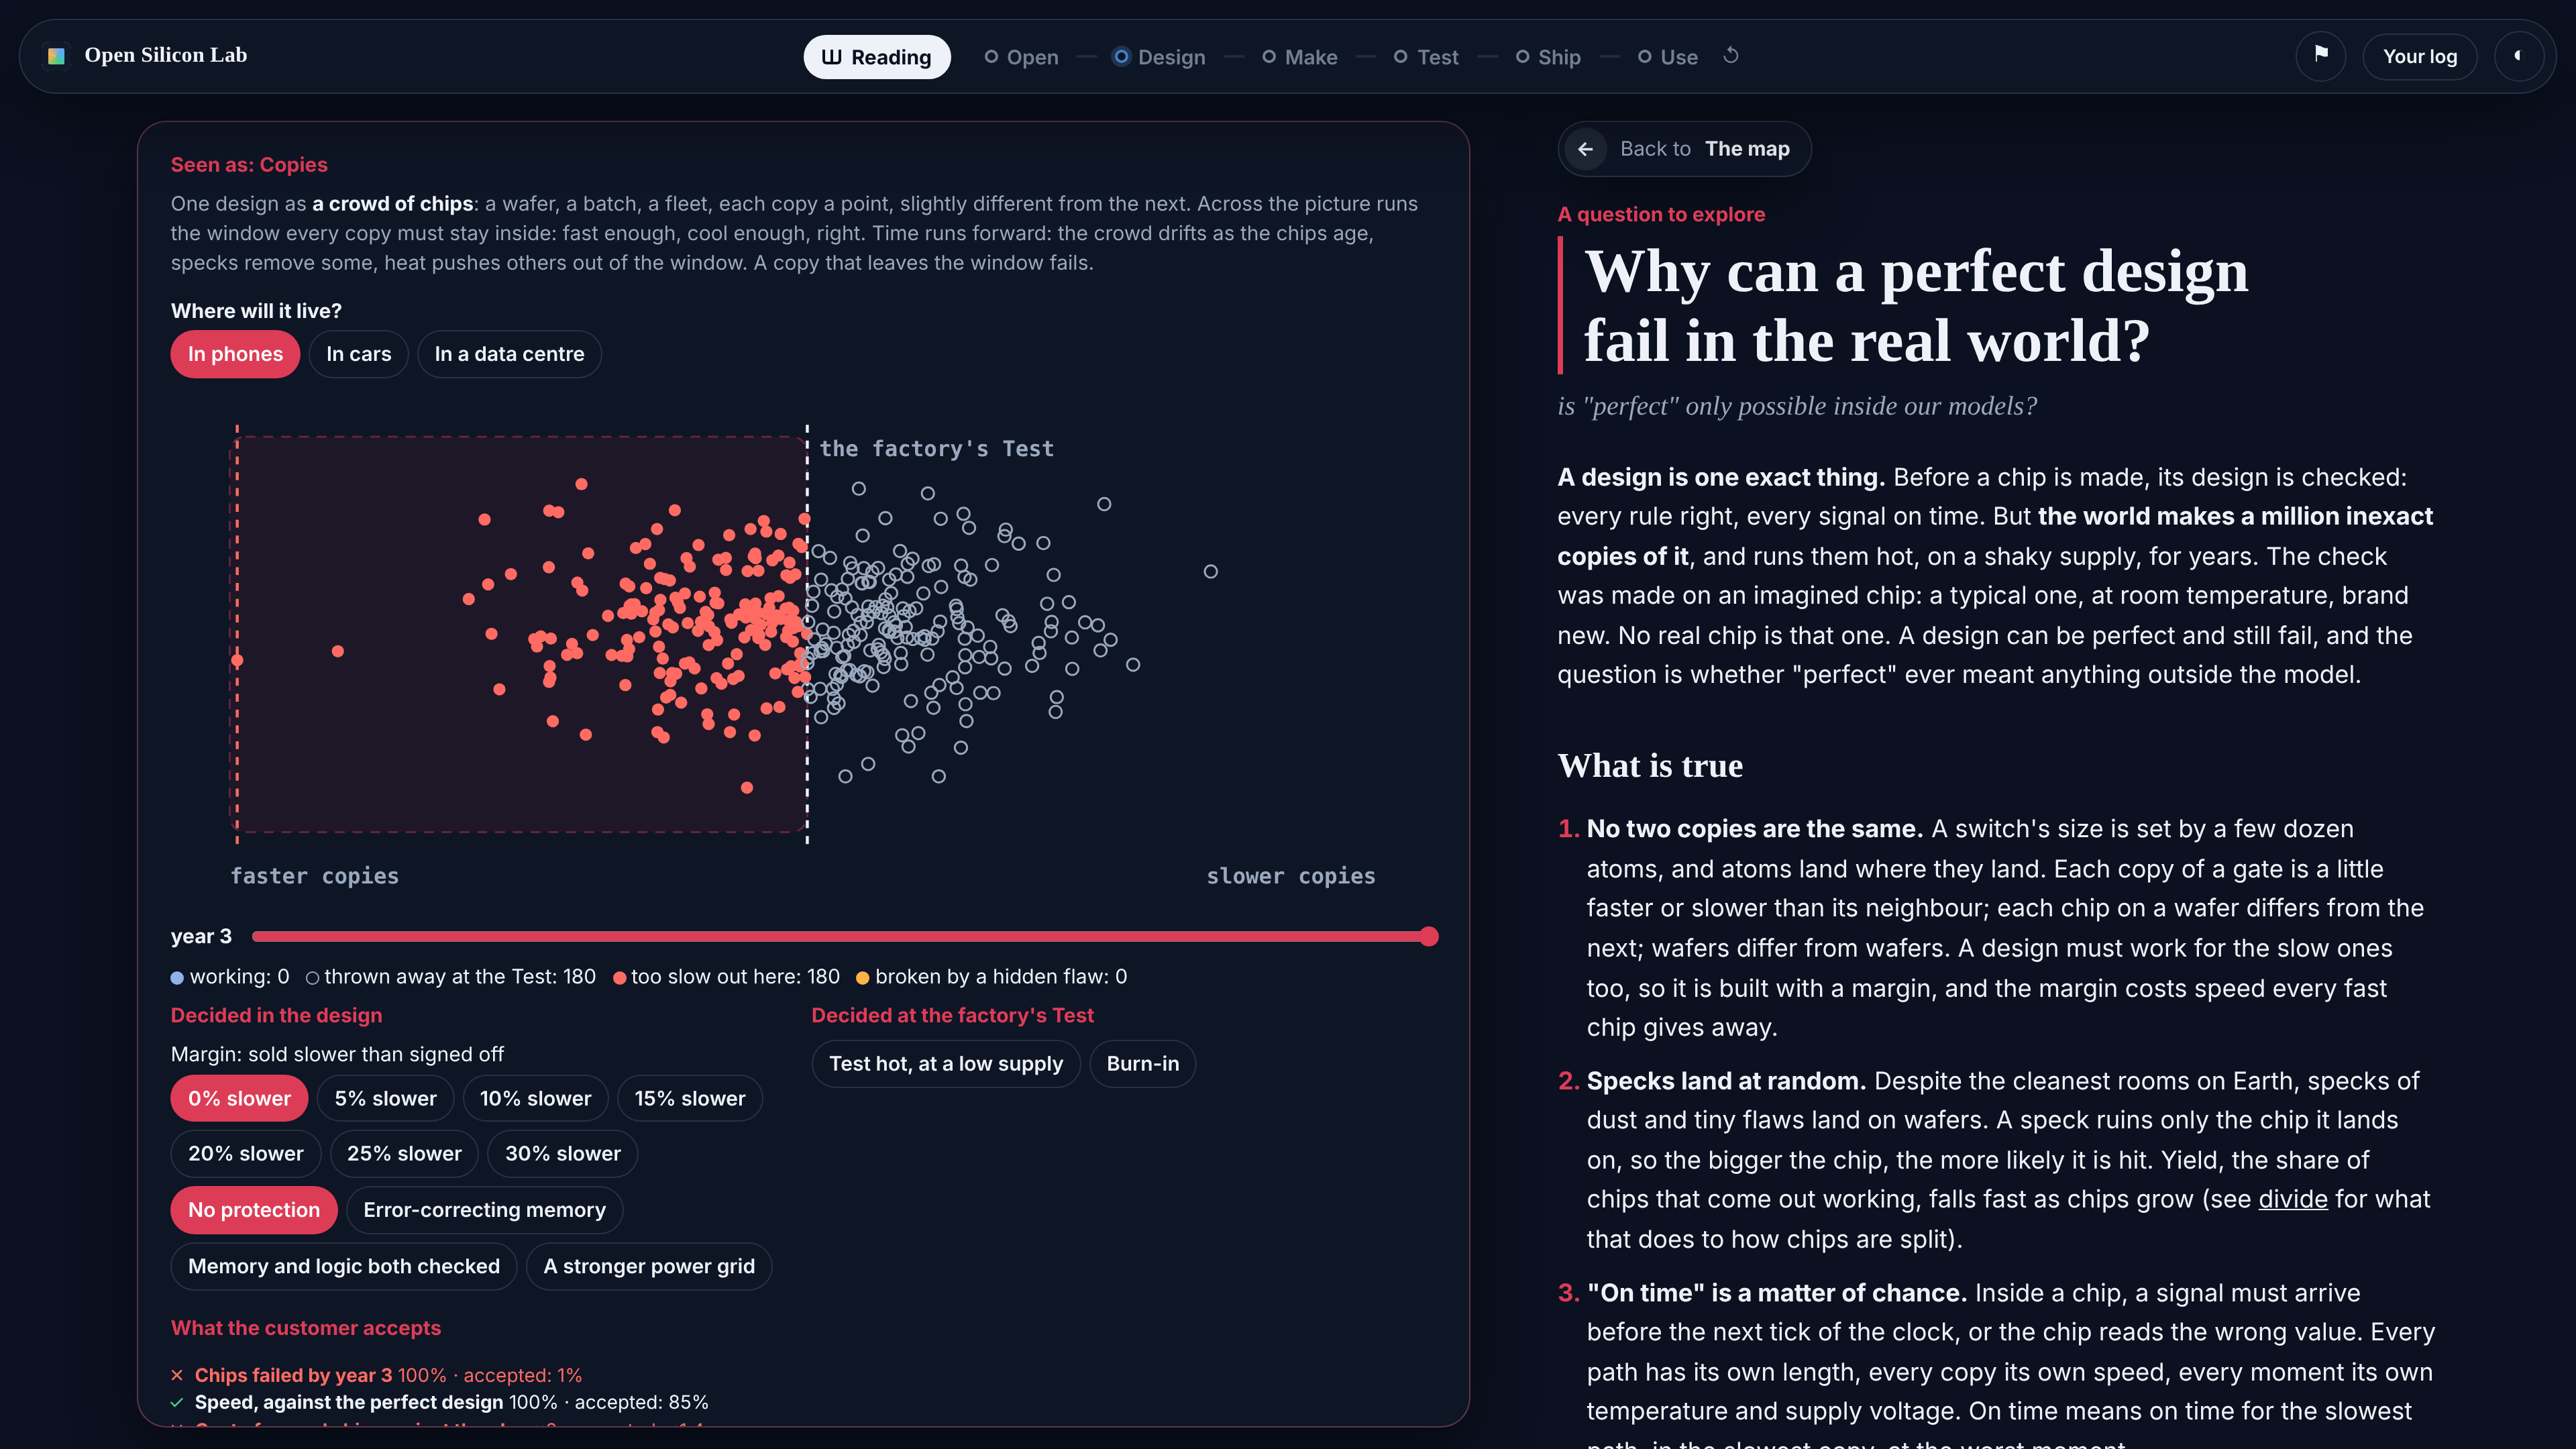 Open Silicon Lab
Reading
Open
Design
Make
Test
Ship
Use
Your log
Seen as: Copies
One design as a crowd of chips: a wafer, a batch, a fleet, each copy a point, slightly different from the next. Across the picture runs
the window every copy must stay inside: fast enough, cool enough, right. Time runs forward: the crowd drifts as the chips age,
specks remove some, heat pushes others out of the window. A copy that leaves the window fails.
Where will it live?
In phones
In cars
In a data centre
the factory's Test
faster copies
slower copies
year 3
working: 0
thrown away at the Test: 180
too slow out here: 180
broken by a hidden flaw: 0
Decided in the design
Margin: sold slower than signed off
0% slower
5% slower
10% slower
15% slower
20% slower
25% slower
30% slower
No protection
Error-correcting memory
Memory and logic both checked
A stronger power grid
Decided at the factory's Test
Test hot, at a low supply
Burn-in
What the customer accepts
Chips failed by year 3 100% · accepted: 1%
Speed, against the perfect design 100% · accepted: 85%
Back to The map
A question to explore
Why can a perfect design
fail in the real world?
is "perfect" only possible inside our models?
A design is one exact thing. Before a chip is made, its design is checked:
every rule right, every signal on time. But the world makes a million inexact
copies of it, and runs them hot, on a shaky supply, for years. The check
was made on an imagined chip: a typical one, at room temperature, brand
new. No real chip is that one. A design can be perfect and still fail, and the
question is whether "perfect" ever meant anything outside the model.
What is true
1. No two copies are the same. A switch's size is set by a few dozen
atoms, and atoms land where they land. Each copy of a gate is a little
faster or slower than its neighbour; each chip on a wafer differs from the
next; wafers differ from wafers. A design must work for the slow ones
too, so it is built with a margin, and the margin costs speed every fast
chip gives away.
2. Specks land at random. Despite the cleanest rooms on Earth, specks of
dust and tiny flaws land on wafers. A speck ruins only the chip it lands
on, so the bigger the chip, the more likely it is hit. Yield, the share of
chips that come out working, falls fast as chips grow (see divide for what
that does to how chips are split).
3. "On time" is a matter of chance. Inside a chip, a signal must arrive
before the next tick of the clock, or the chip reads the wrong value. Every
path has its own length, every copy its own speed, every moment its own
temperature and supply voltage. On time means on time for the slowest